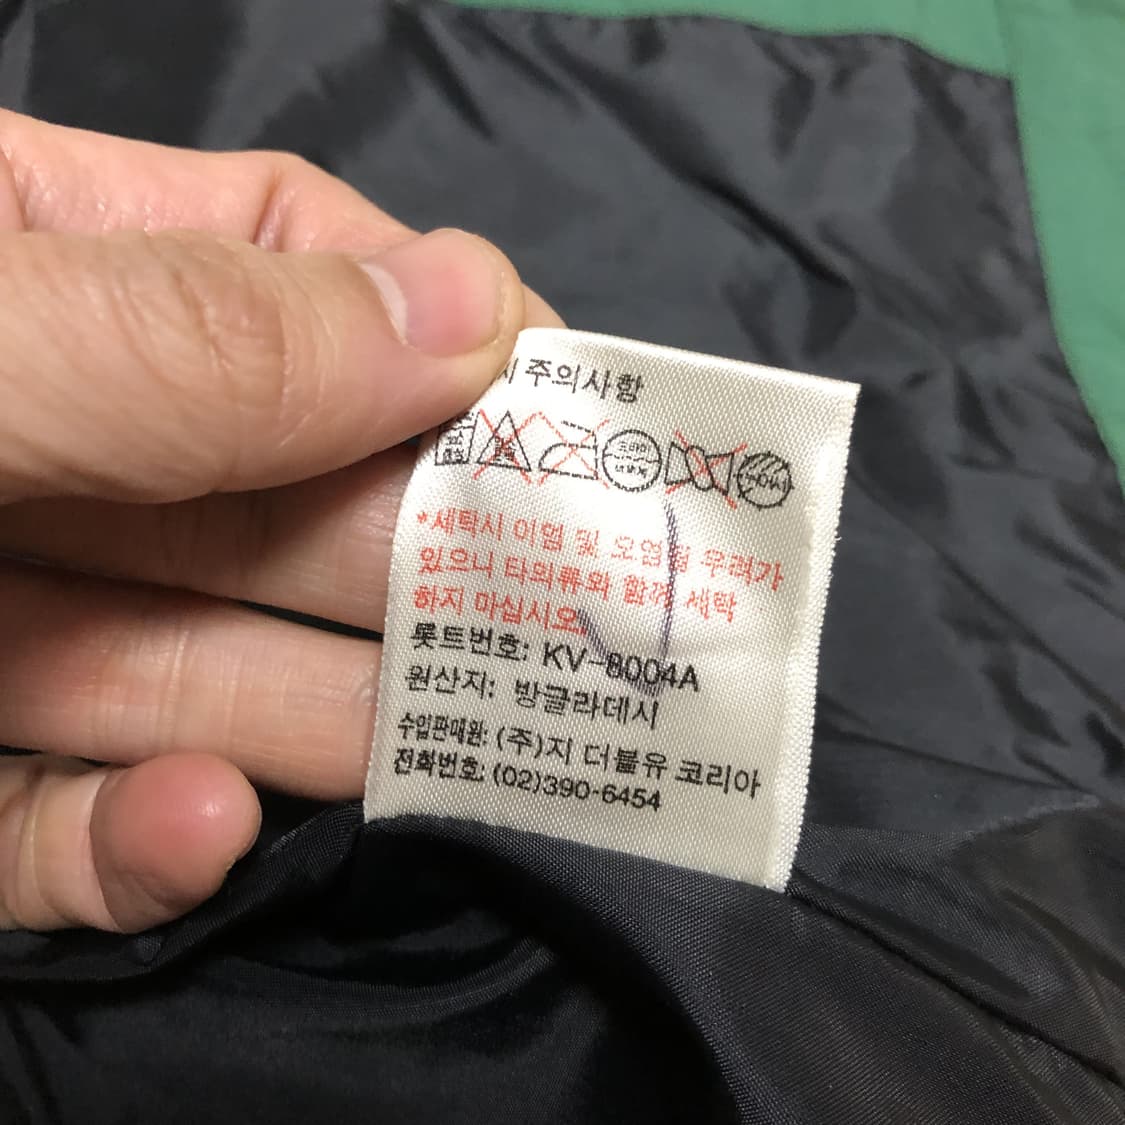 주의사항
*세탁시 이염 및 오염될 우려가
있으니 타의류와 함께 세탁
하지 마십시오.
롯트번호: KV-8004A
원산지: 방글라데시
수입판매원: (주)지 더블유 코리아
전화번호: (02)390-6454